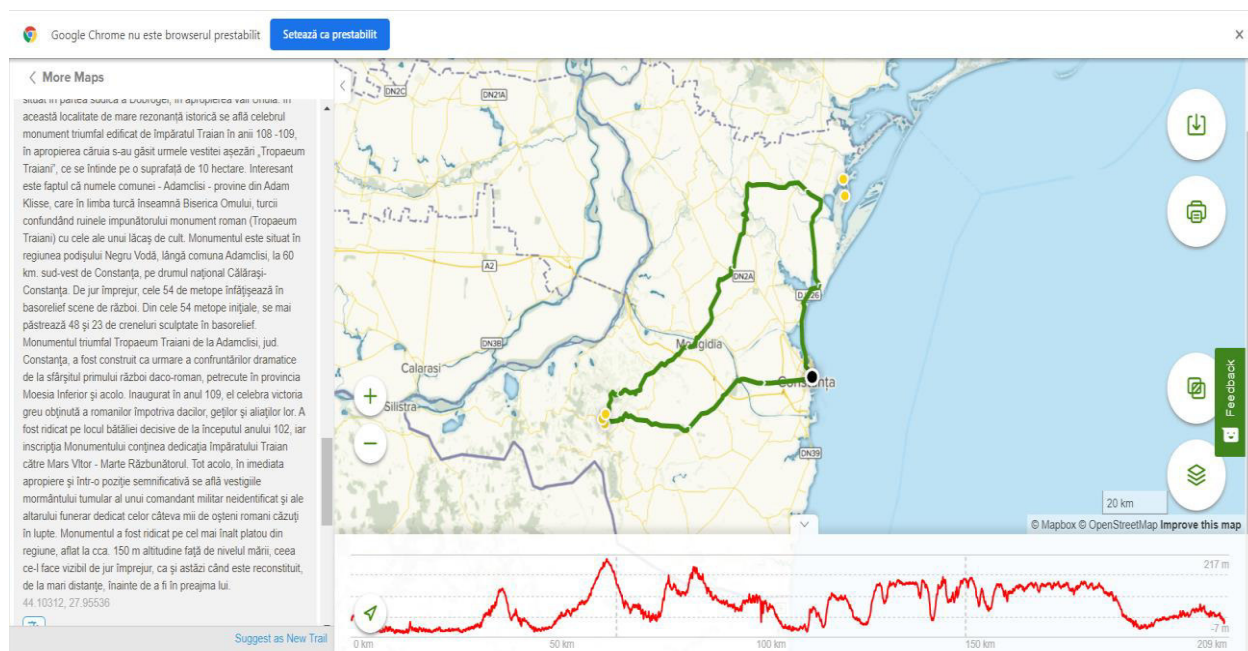 Google Chrome nu este browserul prestabilit
Setează ca prestabilit
x
< More Maps
situat în partea sudică a Dobrogei, în apropierea văii Urluia. În
această localitate de mare rezonanță istorică se află celebrul
monument triumfal edificat de împăratul Traian în anii 108 -109,
în apropierea căruia s-au găsit urmele vestitei așezări „Tropaeum
Traiani”, ce se întinde pe o suprafață de 10 hectare. Interesant
este faptul că numele comunei - Adamclisi - provine din Adam
Klisse, care în limba turcă înseamnă Biserica Omului, turcii
confundând ruinele impunătorului monument roman (Tropaeum
Traiani) cu cele ale unui lăcaș de cult. Monumentul este situat în
regiunea podișului Negru Vodă, lângă comuna Adamclisi, la 60
km. sud-vest de Constanța, pe drumul național Călărași-
Constanța. De jur împrejur, cele 54 de metope înfățișează în
basorelief scene de război. Din cele 54 metope inițiale, se mai
păstrează 48 și 23 de creneluri sculptate în basorelief.
Monumentul triumfal Tropaeum Traiani de la Adamclisi, jud.
Constanța, a fost construit ca urmare a confruntărilor dramatice
de la sfârșitul primului război daco-roman, petrecute în provincia
Moesia Inferior și acolo. Inaugurat în anul 109, el celebra victoria
greu obținută a romanilor împotriva dacilor, geților și aliaților lor. A
fost ridicat pe locul bătăliei decisive de la începutul anului 102, iar
inscripția Monumentului conținea dedicația împăratului Traian
către Mars Vltor - Marte Răzbunătorul. Tot acolo, în imediata
apropiere și într-o poziție semnificativă se află vestigiile
mormântului tumular al unui comandant militar neidentificat și ale
altarului funerar dedicat celor câteva mii de oșteni romani căzuți
în lupte. Monumentul a fost ridicat pe cel mai înalt platou din
regiune, aflat la cca. 150 m altitudine față de nivelul mării, ceea
ce-l face vizibil de jur împrejur, ca și astăzi când este reconstituit,
de la mari distanțe, înainte de a fi în preajma lui.
44.10312, 27.95536
Suggest as New Trail
DN2C
DN21A
A2
DN2A
DN3B
Calarasi
Silistra
Constanța
DN39
20 km
© Mapbox © OpenStreetMap Improve this map
Feedback
217 m
-7 m
0 km
50 km
100 km
150 km
209 km